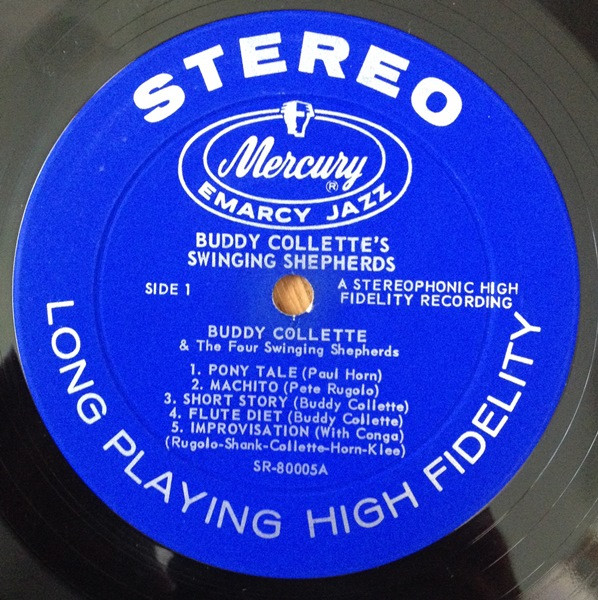 STEREO
Mercury
®
EMARCY JAZZ
BUDDY COLLETTE'S
SWINGING SHEPHERDS
SIDE 1
A STEREOPHONIC HIGH
FIDELITY RECORDING
BUDDY COLLETTE
& The Four Swinging Shepherds
1. PONY TALE (Paul Horn)
2. MACHITO (Pete Rugolo)
3. SHORT STORY (Buddy Collette)
4. FLUTE DIET (Buddy Collette)
5. IMPROVISATION (With Conga)
(Rugolo-Shank-Collette-Horn-Klee)
SR-80005A
LONG PLAYING HIGH FIDELITY